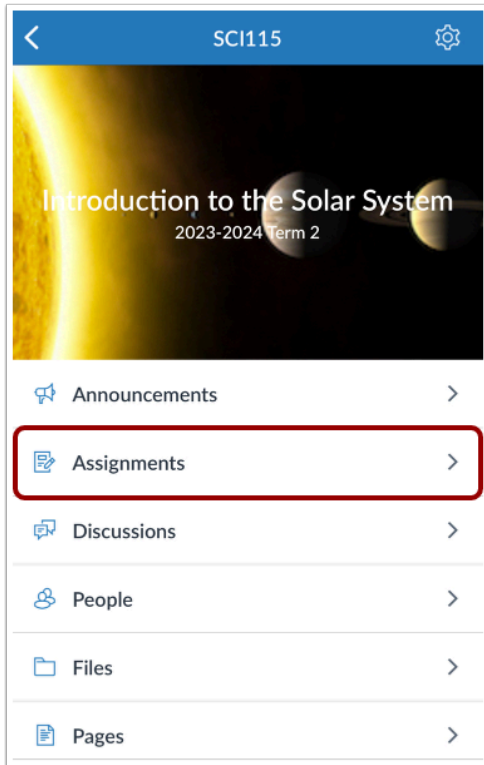 SCI115
Introduction to the Solar System
2023-2024 Term 2
Announcements
Assignments
Discussions
People
Files
Pages